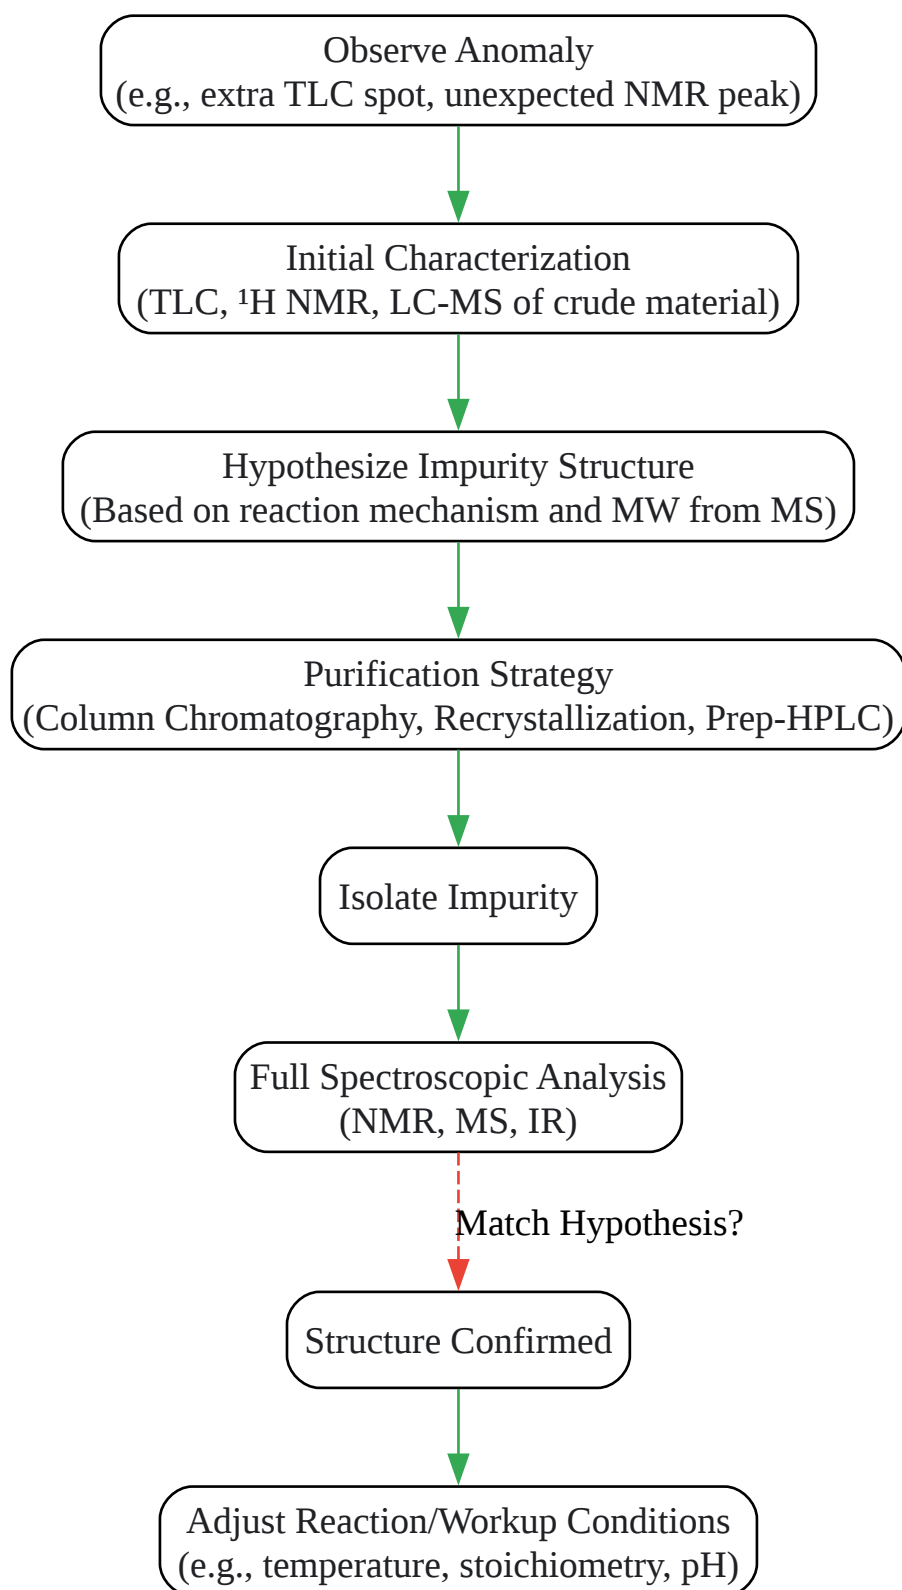 Observe Anomaly
(e.g., extra TLC spot, unexpected NMR peak)
Initial Characterization
(TLC, ¹H NMR, LC-MS of crude material)
Hypothesize Impurity Structure
(Based on reaction mechanism and MW from MS)
Purification Strategy
(Column Chromatography, Recrystallization, Prep-HPLC)
Isolate Impurity
Full Spectroscopic Analysis
(NMR, MS, IR)
Match Hypothesis?
Structure Confirmed
Adjust Reaction/Workup Conditions
(e.g., temperature, stoichiometry, pH)